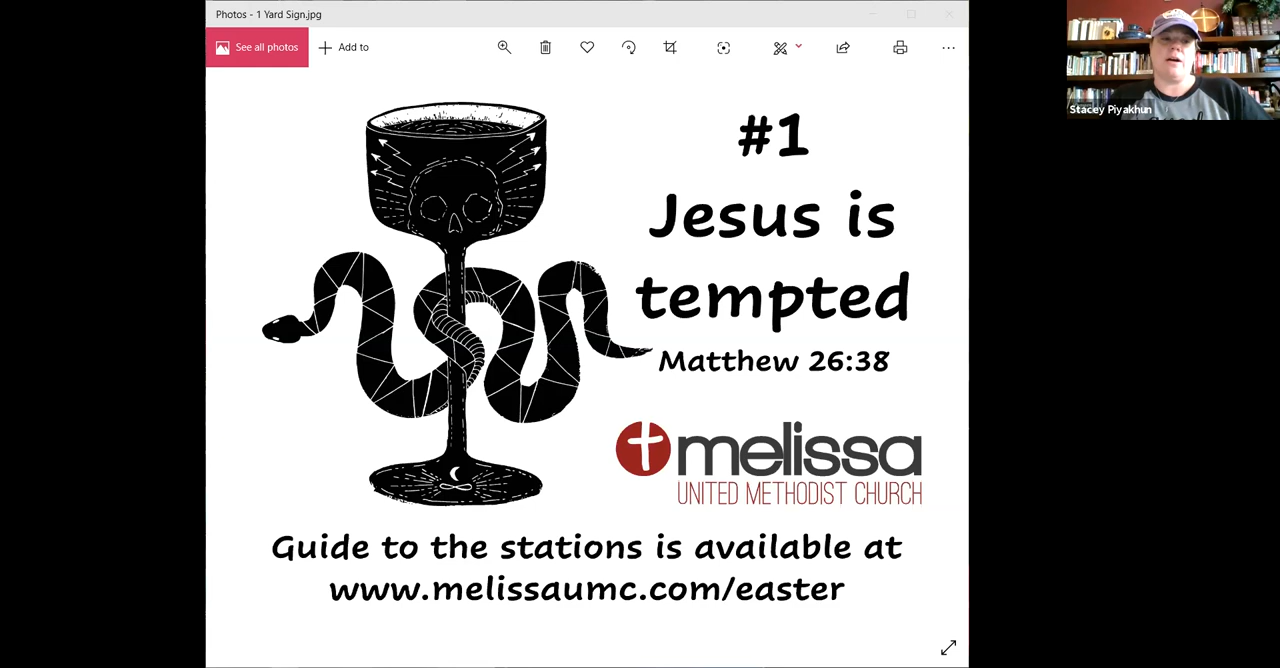 Photos - 1 Yard Sign.jpg
See all photos
Add to
Stacey Piyakhun
#1
Jesus is
tempted
Matthew 26:38
melissa
UNITED METHODIST CHURCH
Guide to the stations is available at
www.melissaumc.com/easter